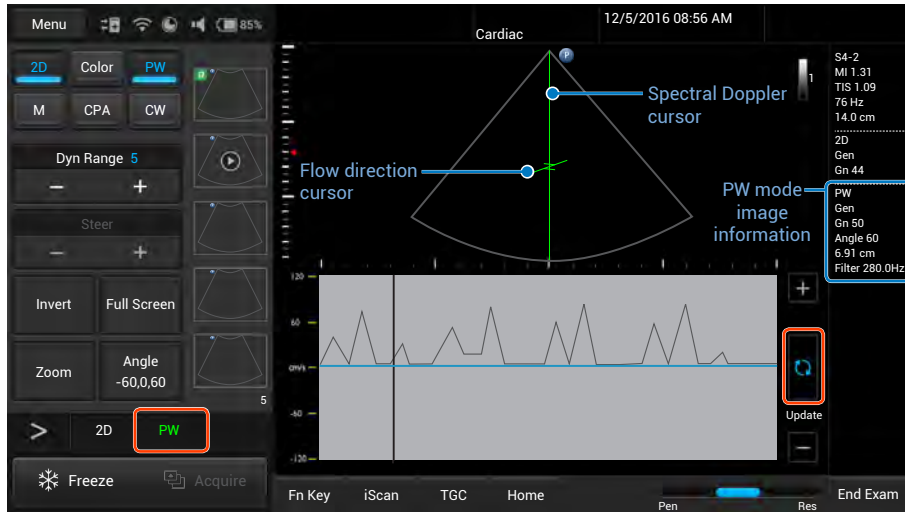 Menu
85%
12/5/2016 08:56 AM
Cardiac
2D
Color
PW
M
CPA
CW
Dyn Range 5
−
+
Steer
−
+
Invert
Full Screen
Zoom
Angle
-60,0,60
5
>
2D
PW
Freeze
Acquire
P
P
1
Spectral Doppler
cursor
Flow direction
cursor
PW mode
image
information
S4-2
MI 1.31
TIS 1.09
76 Hz
14.0 cm
2D
Gen
Gn 44
PW
Gen
Gn 50
Angle 60
6.91 cm
Filter 280.0Hz
120
60
cm/s
-60
-120
+
Update
−
Fn Key
iScan
TGC
Home
Pen
Res
End Exam